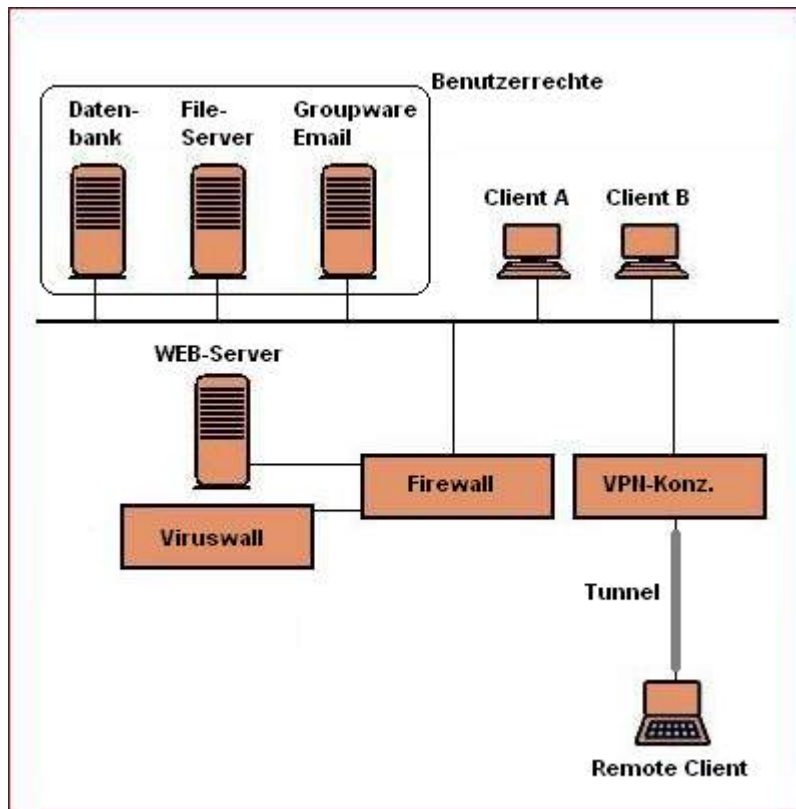 Benutzerrechte
Daten-
bank
File-
Server
Groupware
Email
Client A
Client B
WEB-Server
Firewall
VPN-Konz.
Viruswall
Tunnel
Remote Client